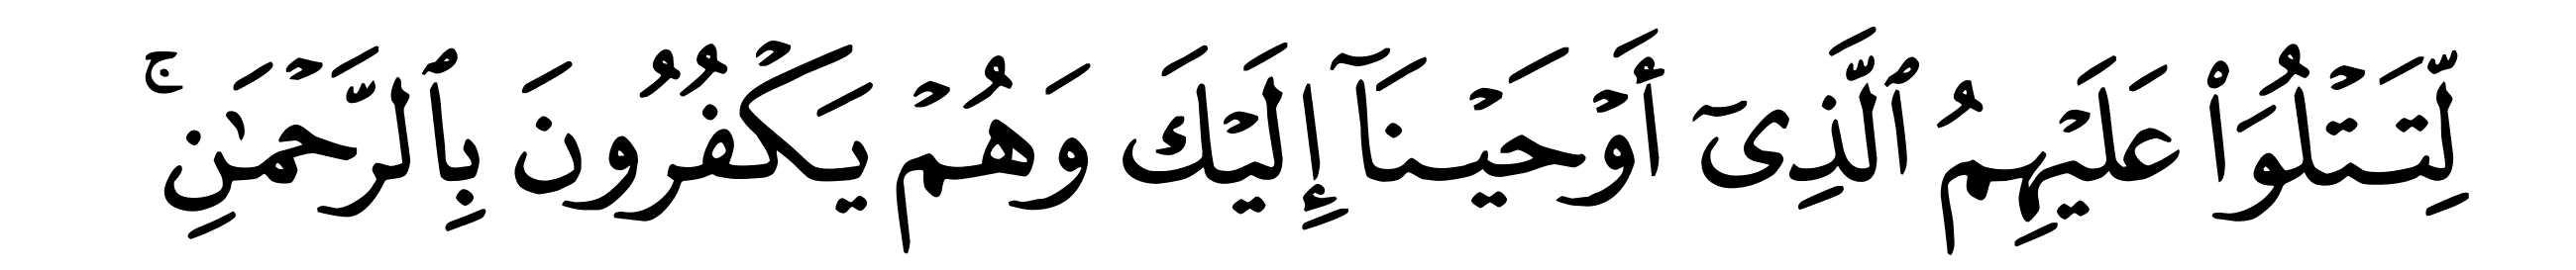 لِّتَتْلُوَا۟ عَلَيْهِمُ ٱلَّذِىٓ أَوْحَيْنَآ إِلَيْكَ وَهُمْ يَكْفُرُونَ بِٱلرَّحْمَـٰنِ ۚ